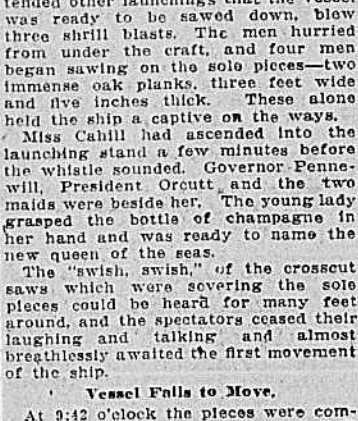 tended other launchings that the vessel
was ready to be sawed down, blow
three shrill blasts. The men hurried
from under the craft, and four men
began sawing on the sole pieces—two
immense oak planks, three feet wide
and five inches thick. These alone
held the ship a captive on the ways.
Miss Cahill had ascended into the
launching stand a few minutes before
the whistle sounded. Governor Penne-
will, President Orcutt and the two
maids were beside her. The young lady
grasped the bottle of champagne in
her hand and was ready to name the
new queen of the seas.
The "swish, swish," of the crosscut
saws which were severing the sole
pieces could be heard for many feet
around, and the spectators ceased their
laughing and talking and almost
breathlessly awaited the first movement
of the ship.
Vessel Fails to Move.
At 9:42 o'clock the pieces were com-